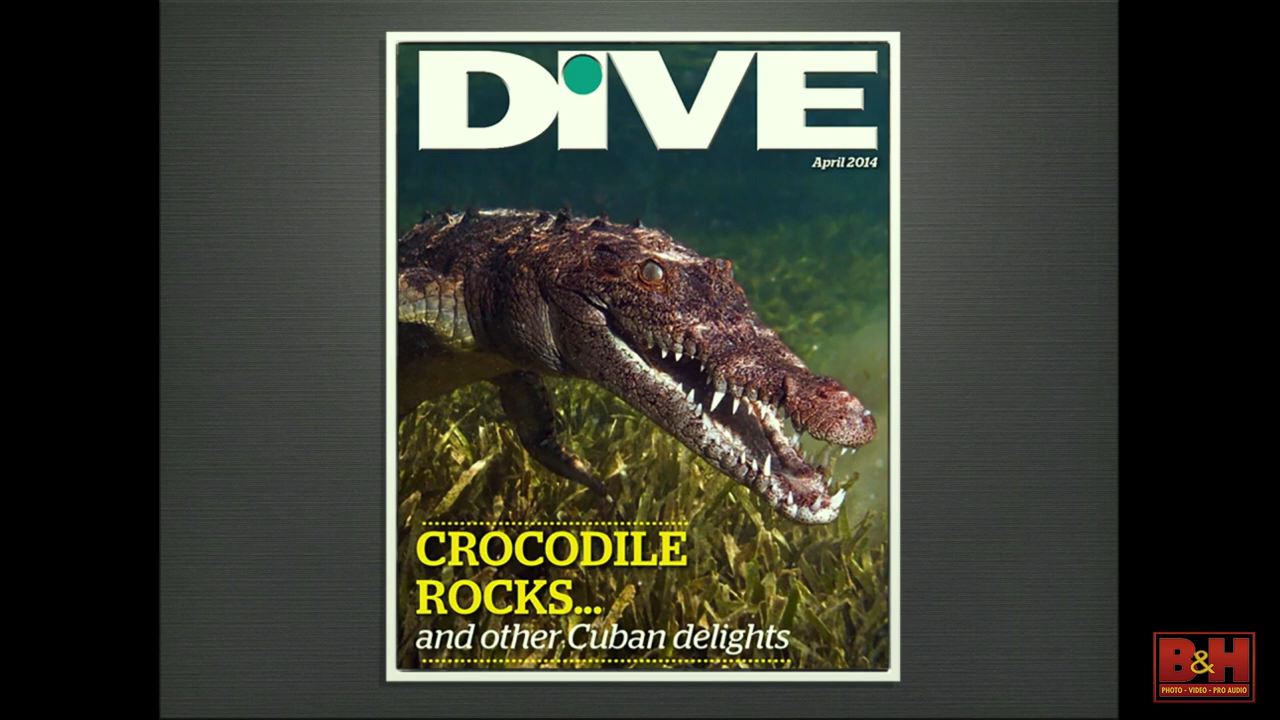 DiVE
April 2014
CROCODILE
ROCKS...
and other Cuban delights
B&H
PHOTO - VIDEO - PRO AUDIO